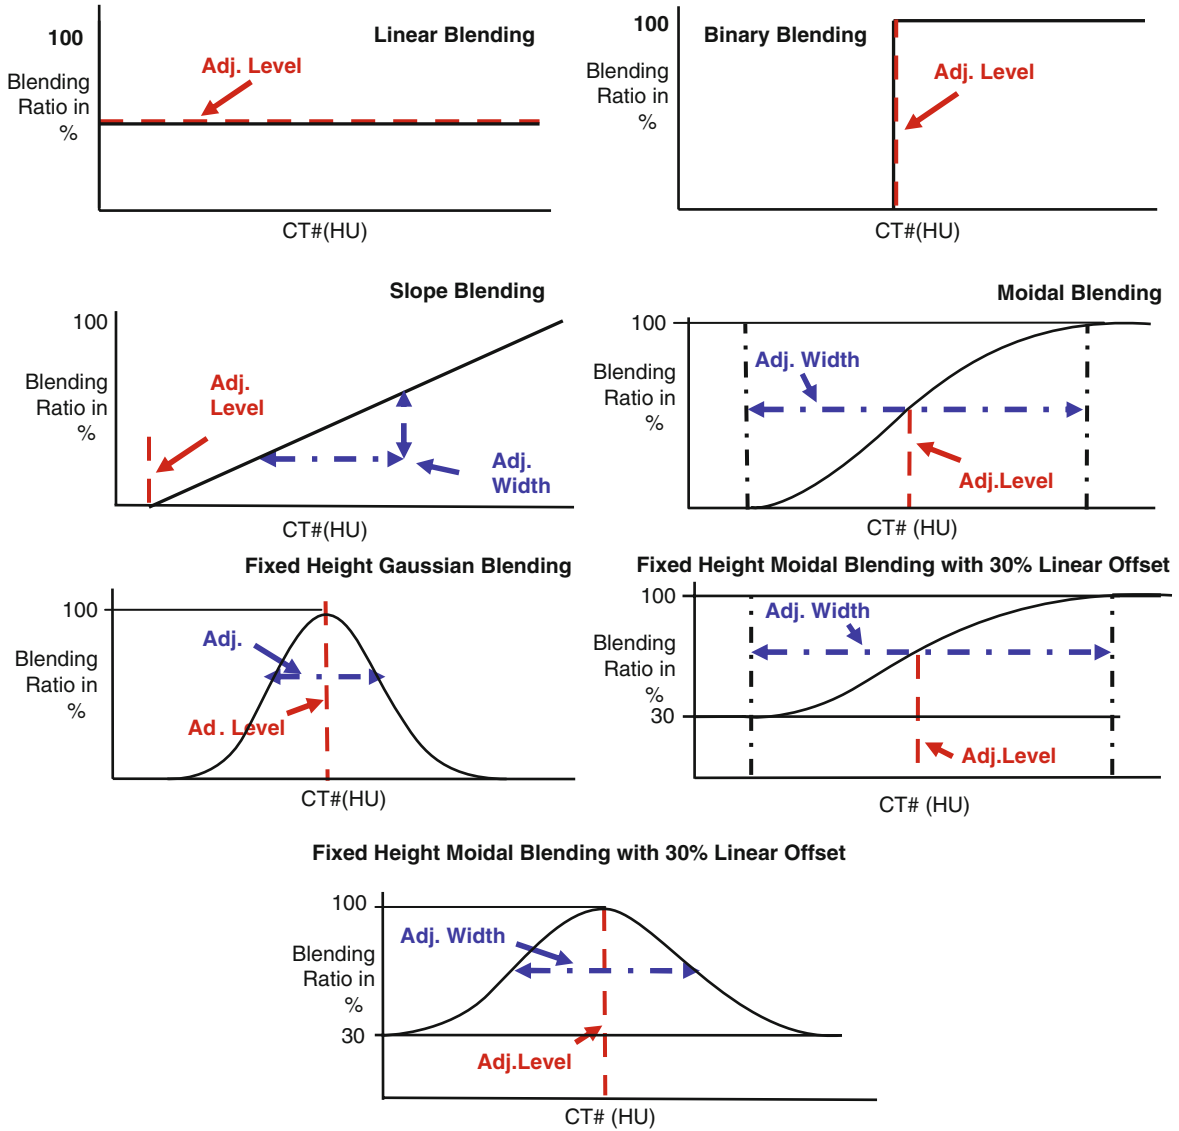 Linear Blending
100
Adj. Level
Blending
Ratio in
%
CT#(HU)
Binary Blending
100
Blending
Ratio in
%
Adj. Level
CT#(HU)
Slope Blending
100
Blending
Ratio in
%
Adj.
Level
Adj.
Width
CT#(HU)
Moidal Blending
100
Adj. Width
Blending
Ratio in
%
Adj.Level
CT# (HU)
Fixed Height Gaussian Blending
100
Adj.
Blending
Ratio in
%
Ad. Level
CT#(HU)
Fixed Height Moidal Blending with 30% Linear Offset
100
Adj. Width
Blending
Ratio in
%
30
Adj.Level
CT# (HU)
Fixed Height Moidal Blending with 30% Linear Offset
100
Adj. Width
Blending
Ratio in
%
30
Adj.Level
CT# (HU)